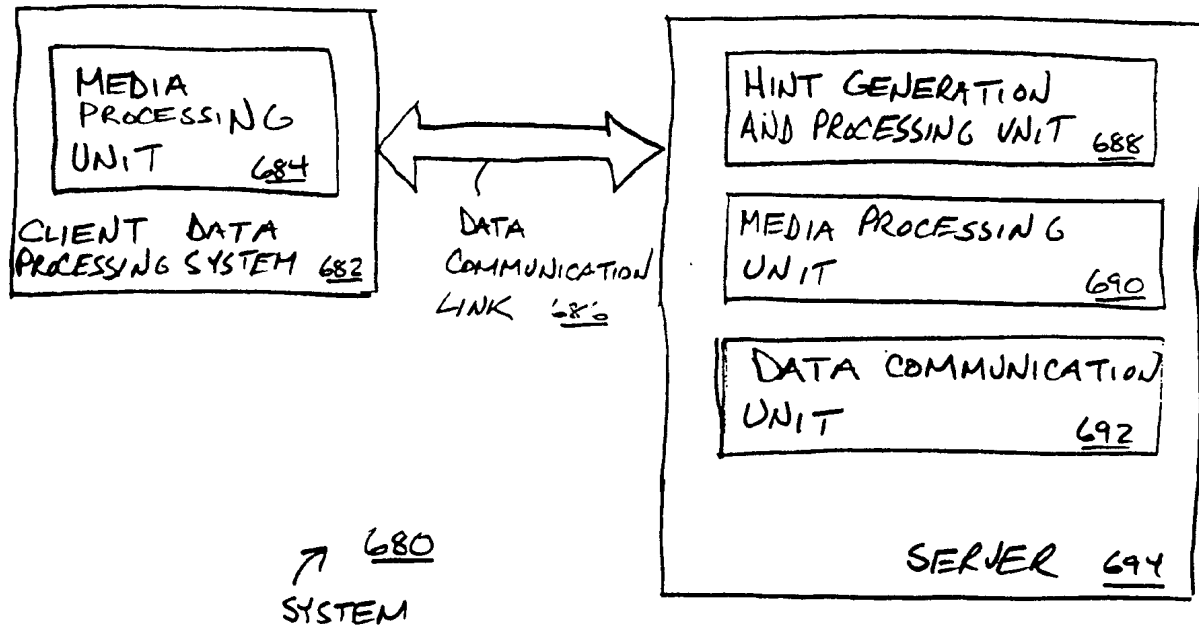 MEDIA
PROCESSING
UNIT 684
CLIENT DATA
PROCESSING SYSTEM 682
DATA
COMMUNICATION
LINK 686
HINT GENERATION
AND PROCESSING UNIT 688
MEDIA PROCESSING
UNIT 690
DATA COMMUNICATION
UNIT 692
SERVER 694
680
SYSTEM